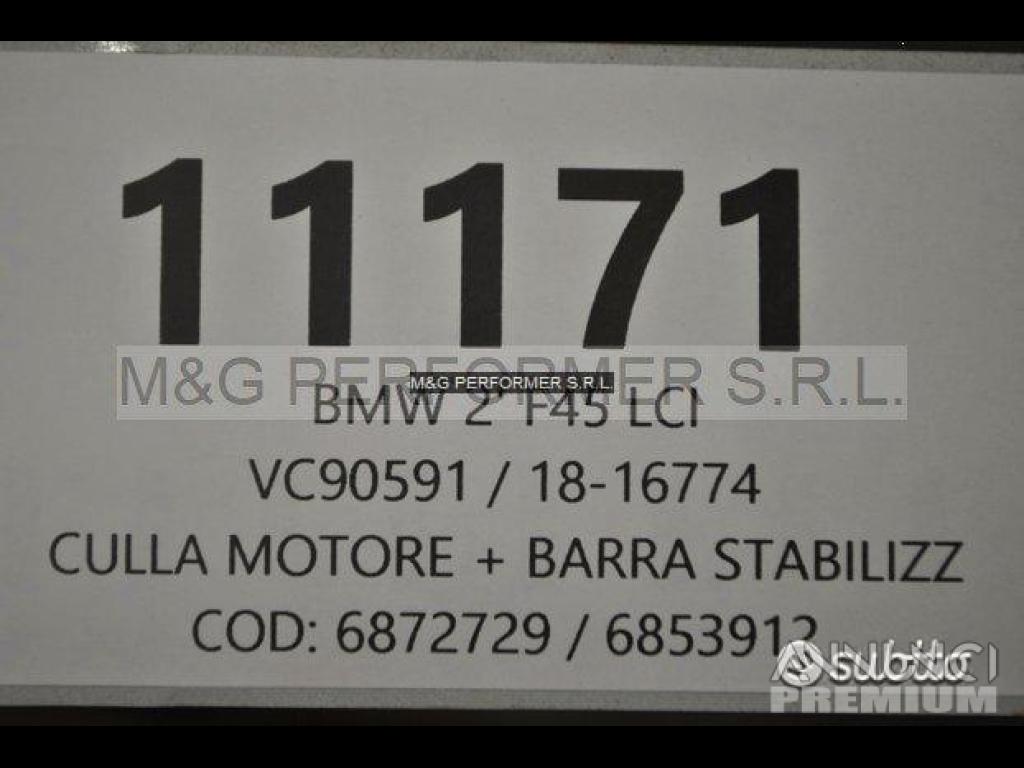 11171
M&G PERFORMER S.R.L.
M&G PERFORMER S.R.L.
BMW 2' F45 LCI
VC90591 / 18-16774
CULLA MOTORE + BARRA STABILIZZ
COD: 6872729 / 6853912
subito
ANNUNCI
PREMIUM